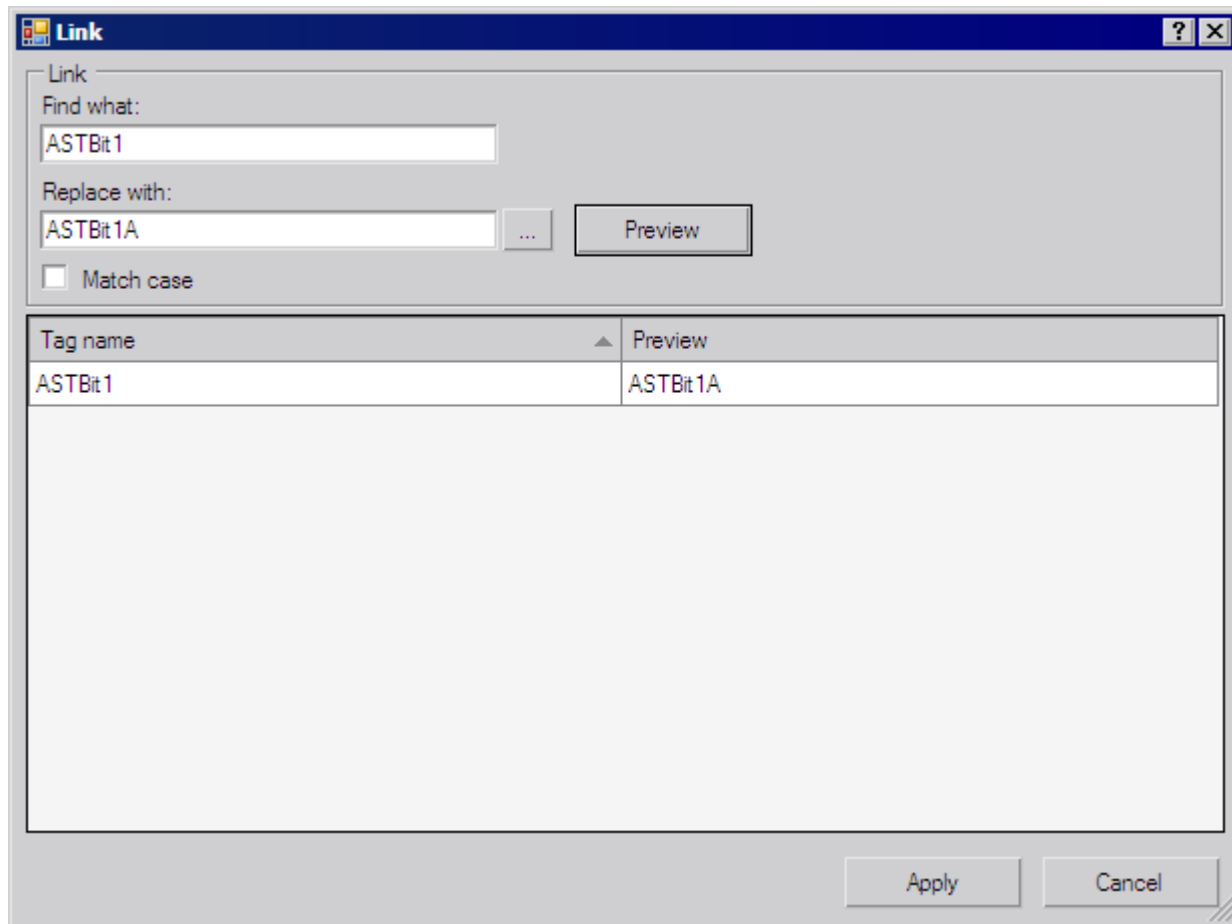 Link
Link
Find what:
ASTBit1
Replace with:
ASTBit1A ... Preview
Match case
Tag name Preview
ASTBit1 ASTBit1A
Apply Cancel